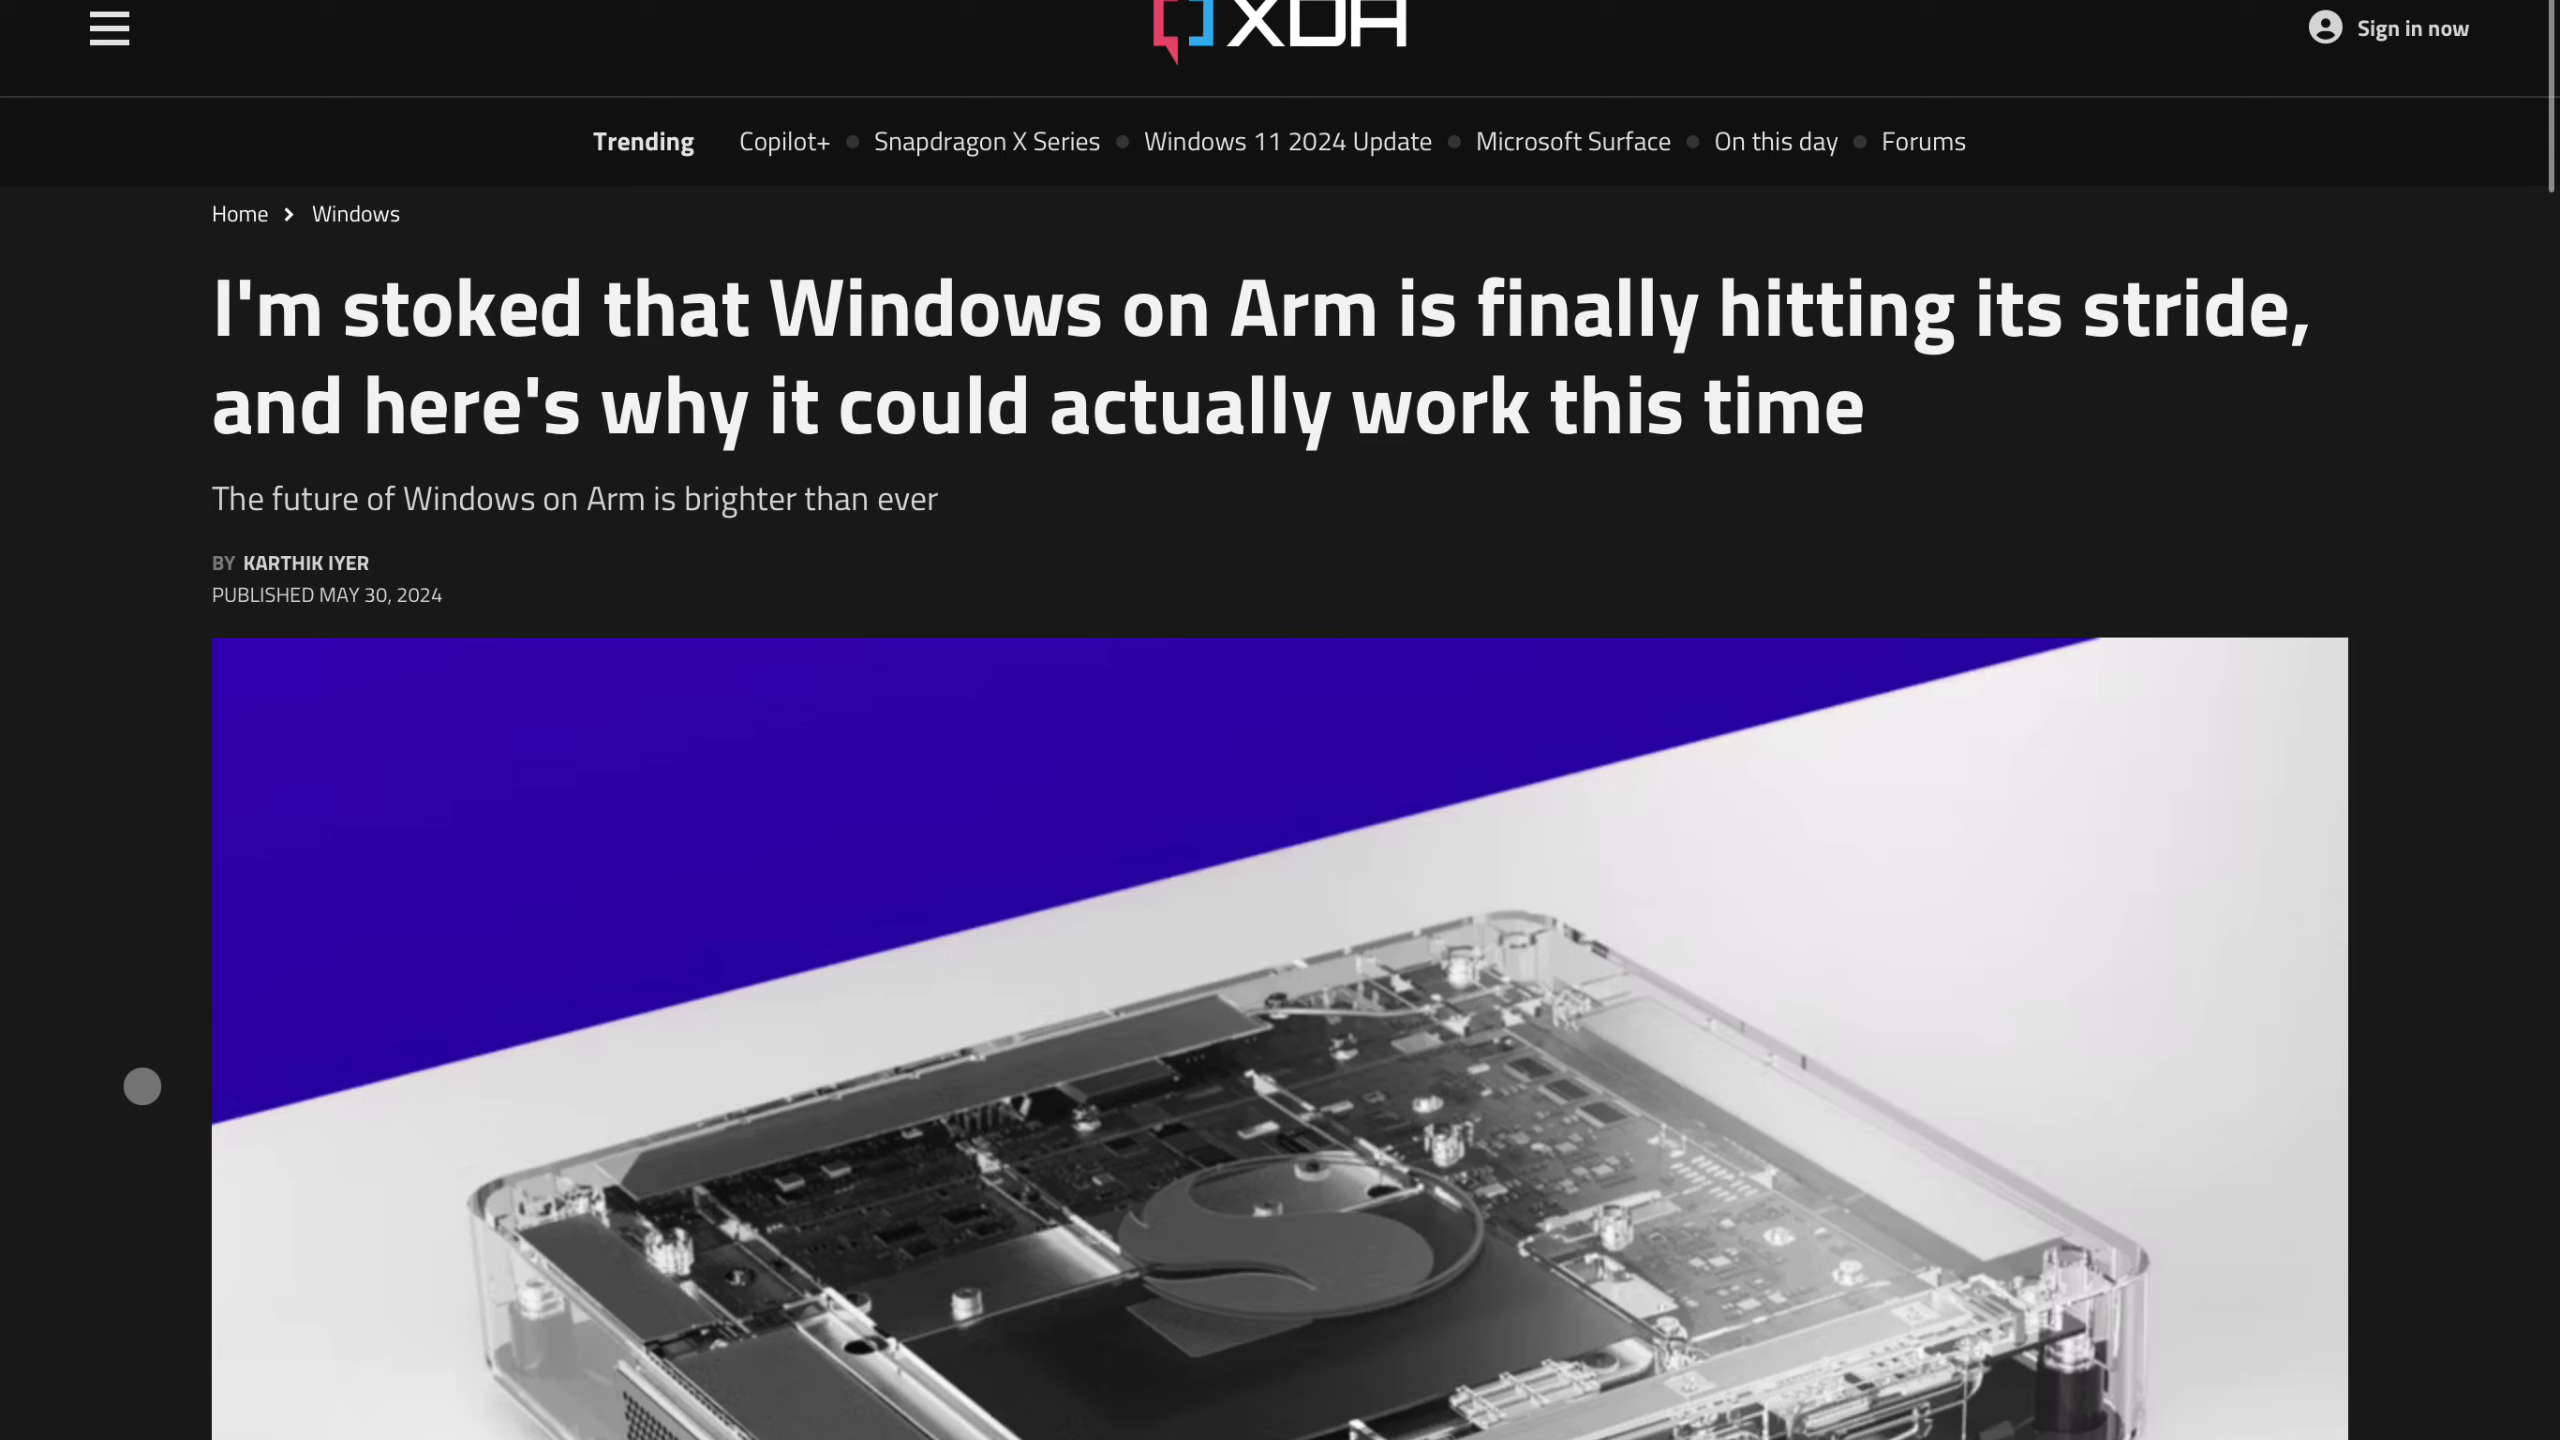 XDA
Sign in now
Trending Copilot+ Snapdragon X Series Windows 11 2024 Update Microsoft Surface On this day Forums
Home Windows
I'm stoked that Windows on Arm is finally hitting its stride,
and here's why it could actually work this time
The future of Windows on Arm is brighter than ever
BY KARTHIK IYER
PUBLISHED MAY 30, 2024